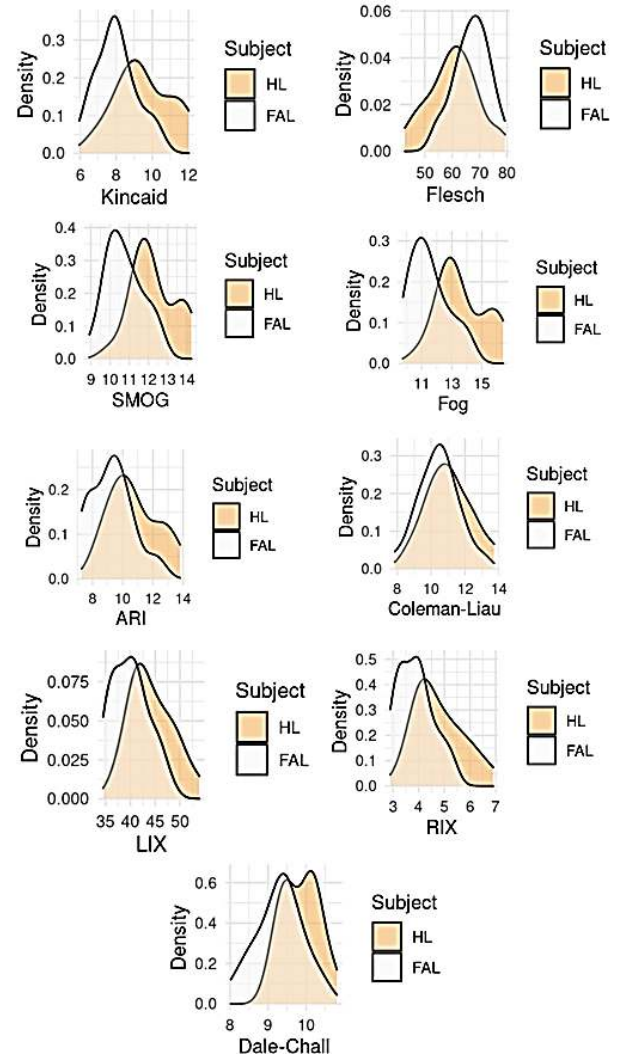 Density
0.3
0.2
0.1
0.0
6 8 10 12
Kincaid
Subject
HL
FAL
Density
0.06
0.04
0.02
0.00
50 60 70 80
Flesch
Subject
HL
FAL
Density
0.4
0.3
0.2
0.1
0.0
9 10 11 12 13 14
SMOG
Subject
HL
FAL
Density
0.3
0.2
0.1
0.0
11 13 15
Fog
Subject
HL
FAL
Density
0.2
0.1
0.0
8 10 12 14
ARI
Subject
HL
FAL
Density
0.3
0.2
0.1
0.0
8 10 12 14
Coleman-Liau
Subject
HL
FAL
Density
0.075
0.050
0.025
0.000
35 40 45 50
LIX
Subject
HL
FAL
Density
0.5
0.4
0.3
0.2
0.1
0.0
3 4 5 6 7
RIX
Subject
HL
FAL
Density
0.6
0.4
0.2
0.0
8 9 10
Dale-Chall
Subject
HL
FAL